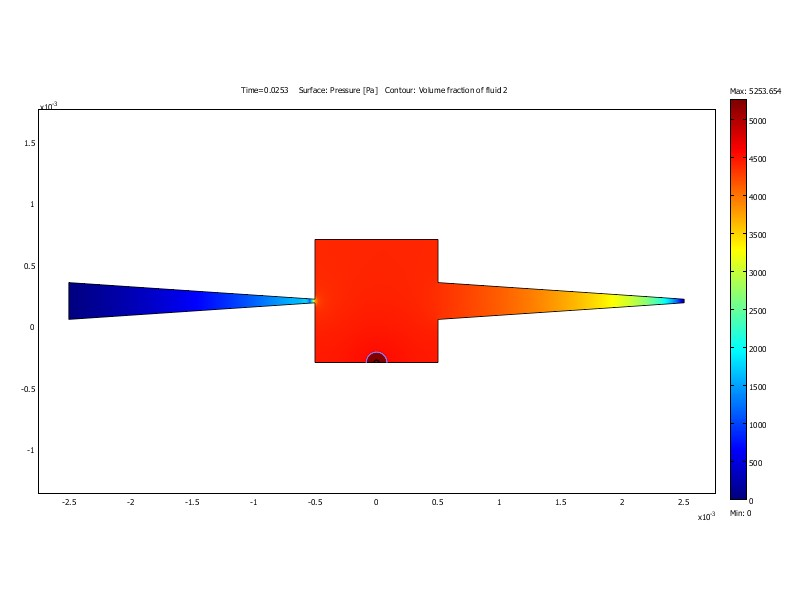 Time=0.0253 Surface: Pressure [Pa] Contour: Volume fraction of fluid 2
Max: 5253.654
x10-3
1.5
1
0.5
0
-0.5
-1
-2.5 -2 -1.5 -1 -0.5 0 0.5 1 1.5 2 2.5
x10-3
5000
4500
4000
3500
3000
2500
2000
1500
1000
500
0
Min: 0